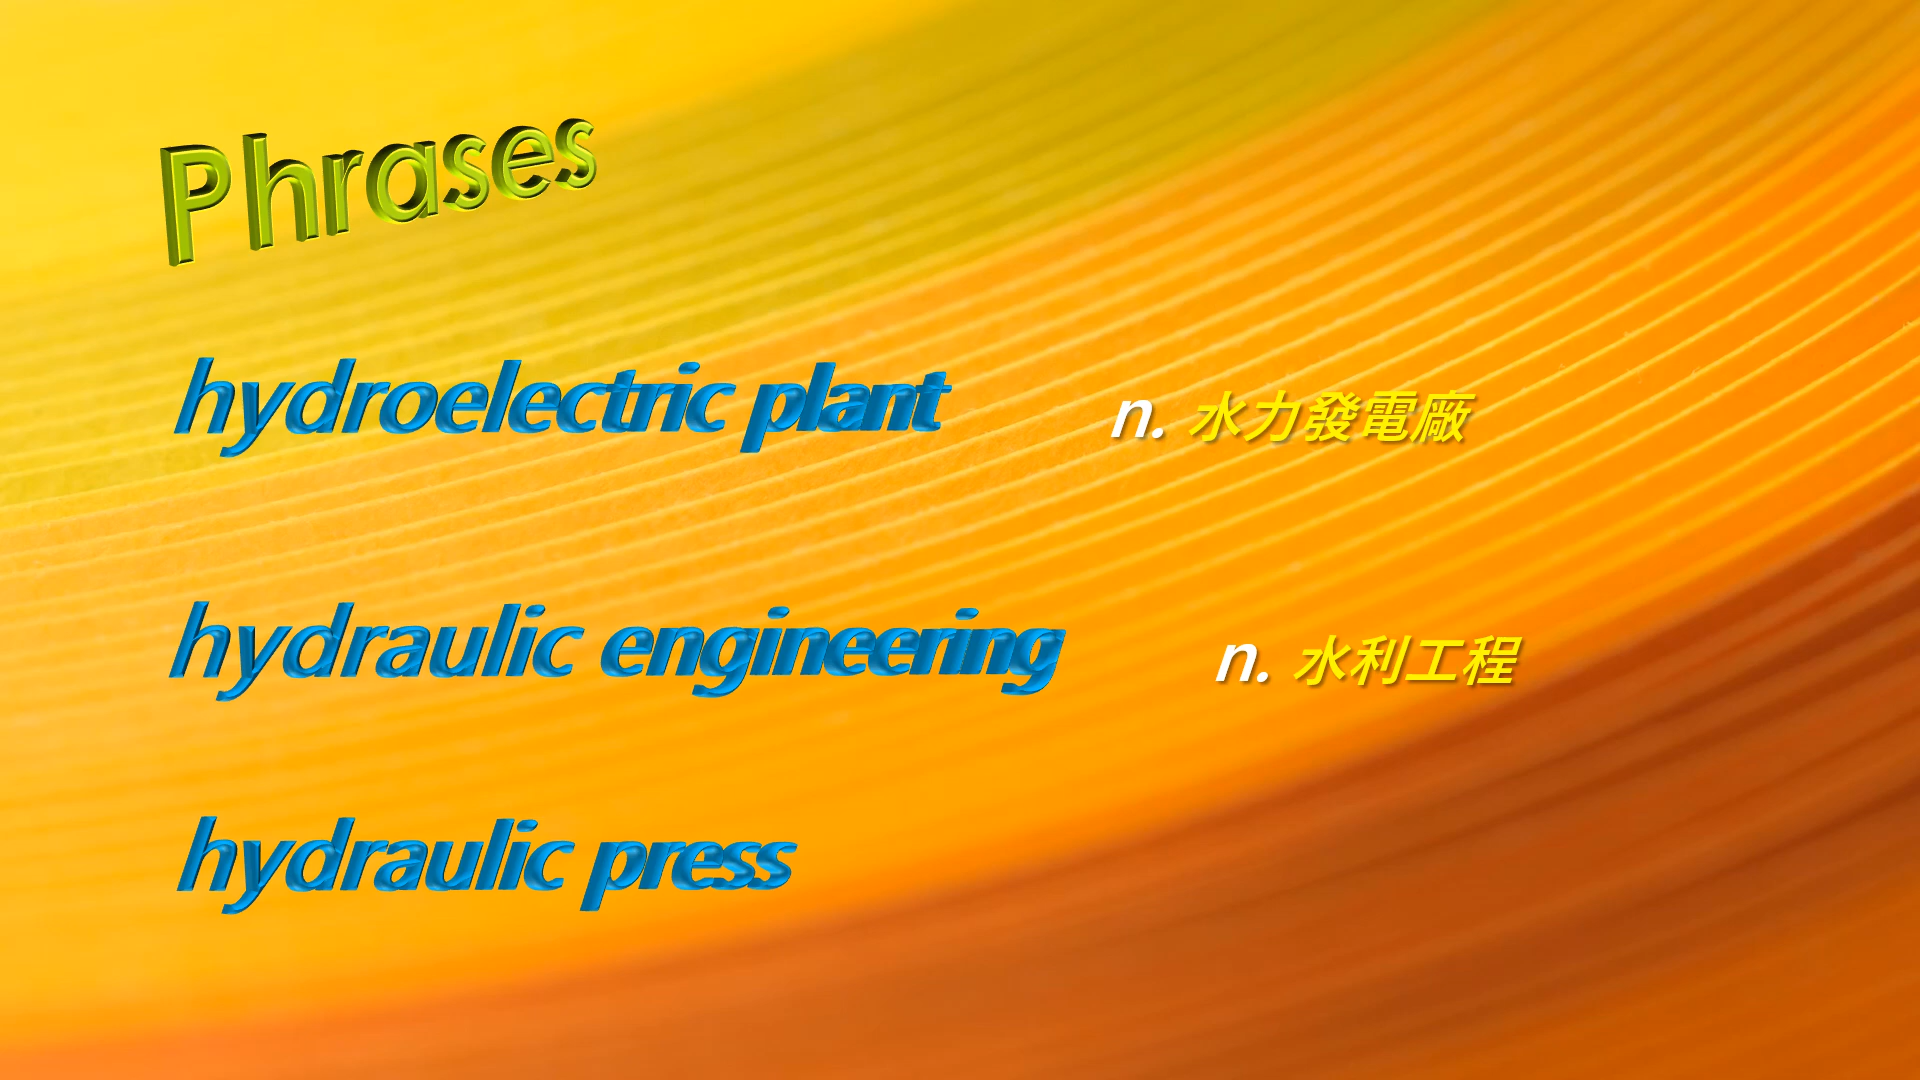 Phrases
hydroelectric plant n. 水力發電廠
hydraulic engineering n. 水利工程
hydraulic press